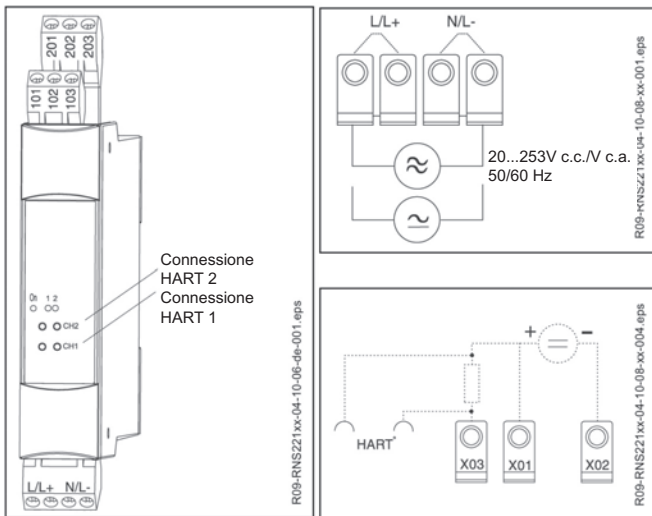 201 202 203
101 102 103
Connessione
HART 2
Connessione
HART 1
1 2
CH2
CH1
L/L+ N/L-
R09-RNS221xx-04-10-06-de-001.eps
L/L+ N/L-
20...253V c.c./V c.a.
50/60 Hz
R09-RNS221xx-04-10-08-xx-001.eps
+ -
HART*
X03 X01 X02
R09-RNS221xx-04-10-08-xx-004.eps